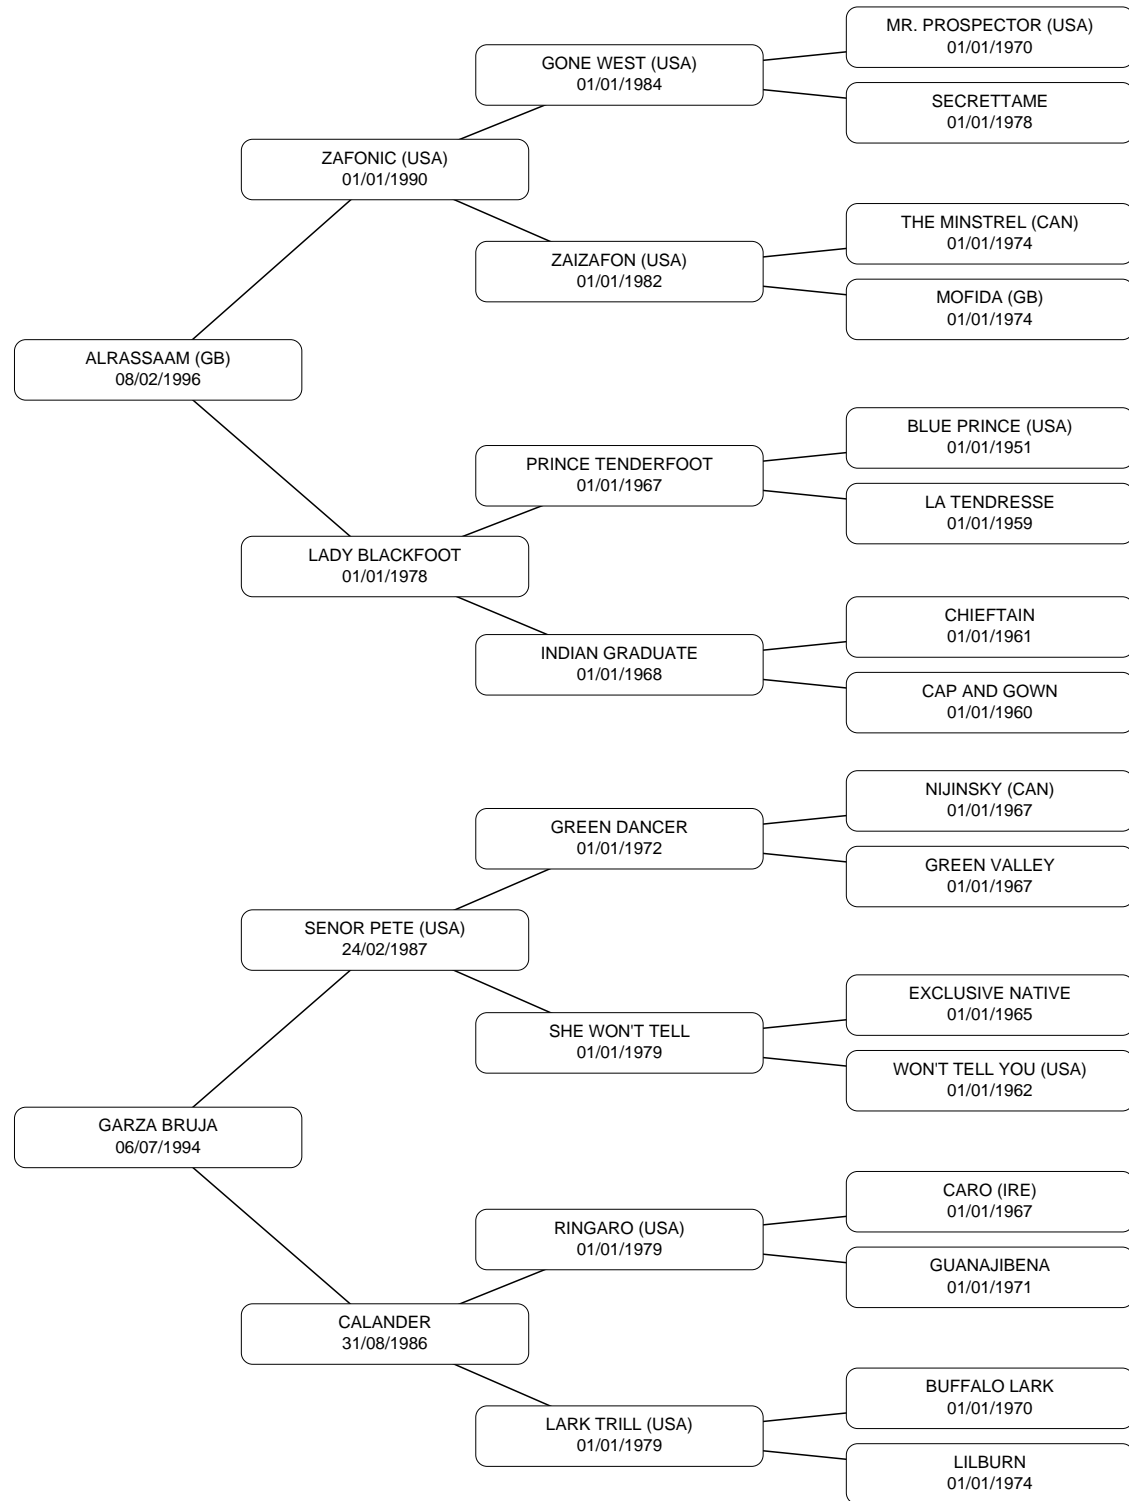 MR. PROSPECTOR (USA)
01/01/1970
GONE WEST (USA)
01/01/1984
SECRETTAME
01/01/1978
ZAFONIC (USA)
01/01/1990
THE MINSTREL (CAN)
01/01/1974
ZAIZAFON (USA)
01/01/1982
MOFIDA (GB)
01/01/1974
ALRASSAAM (GB)
08/02/1996
BLUE PRINCE (USA)
01/01/1951
PRINCE TENDERFOOT
01/01/1967
LA TENDRESSE
01/01/1959
LADY BLACKFOOT
01/01/1978
CHIEFTAIN
01/01/1961
INDIAN GRADUATE
01/01/1968
CAP AND GOWN
01/01/1960
NIJINSKY (CAN)
01/01/1967
GREEN DANCER
01/01/1972
GREEN VALLEY
01/01/1967
SENOR PETE (USA)
24/02/1987
EXCLUSIVE NATIVE
01/01/1965
SHE WON'T TELL
01/01/1979
WON'T TELL YOU (USA)
01/01/1962
GARZA BRUJA
06/07/1994
CARO (IRE)
01/01/1967
RINGARO (USA)
01/01/1979
GUANAJIBENA
01/01/1971
CALANDER
31/08/1986
BUFFALO LARK
01/01/1970
LARK TRILL (USA)
01/01/1979
LILBURN
01/01/1974